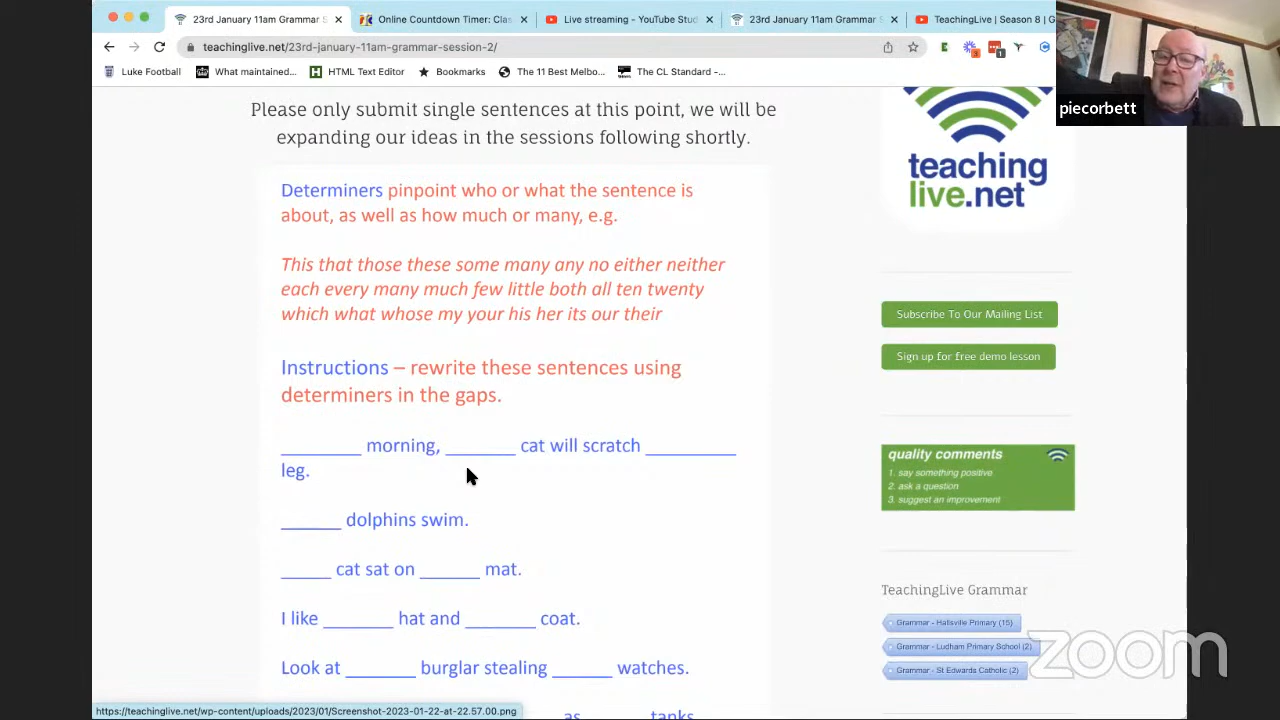 23rd January 11am Grammar S
Online Countdown Timer: Clas
Live streaming - YouTube Stud
23rd January 11am Grammar S
TeachingLive | Season 8 | G
teachinglive.net/23rd-january-11am-grammar-session-2/
Luke Football
What maintained...
HTML Text Editor
Bookmarks
The 11 Best Melbo...
The CL Standard -...
piecorbett
Please only submit single sentences at this point, we will be
expanding our ideas in the sessions following shortly.
Determiners pinpoint who or what the sentence is
about, as well as how much or many, e.g.
This that those these some many any no either neither
each every many much few little both all ten twenty
which what whose my your his her its our their
Instructions – rewrite these sentences using
determiners in the gaps.
________ morning, _______ cat will scratch _________
leg.
______ dolphins swim.
_____ cat sat on ______ mat.
I like _______ hat and _______ coat.
Look at _______ burglar stealing ______ watches.
as ______ tanks
teaching
live.net
Subscribe To Our Mailing List
Sign up for free demo lesson
quality comments
1. say something positive
2. ask a question
3. suggest an improvement
TeachingLive Grammar
Grammar - Hallsville Primary (15)
Grammar - Ludham Primary School (2)
Grammar - St Edwards Catholic (2)
zoom
https://teachinglive.net/wp-content/uploads/2023/01/Screenshot-2023-01-22-at-22.57.00.png